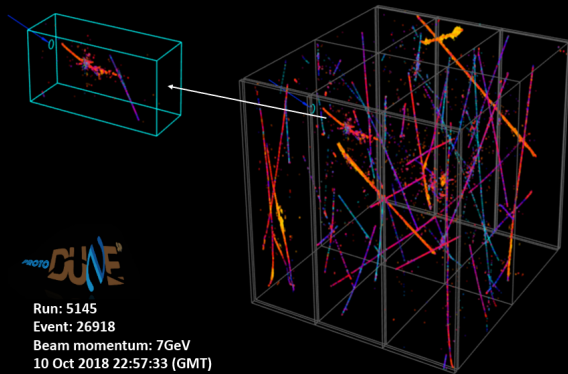 PROTO
DUNE
Run: 5145
Event: 26918
Beam momentum: 7GeV
10 Oct 2018 22:57:33 (GMT)